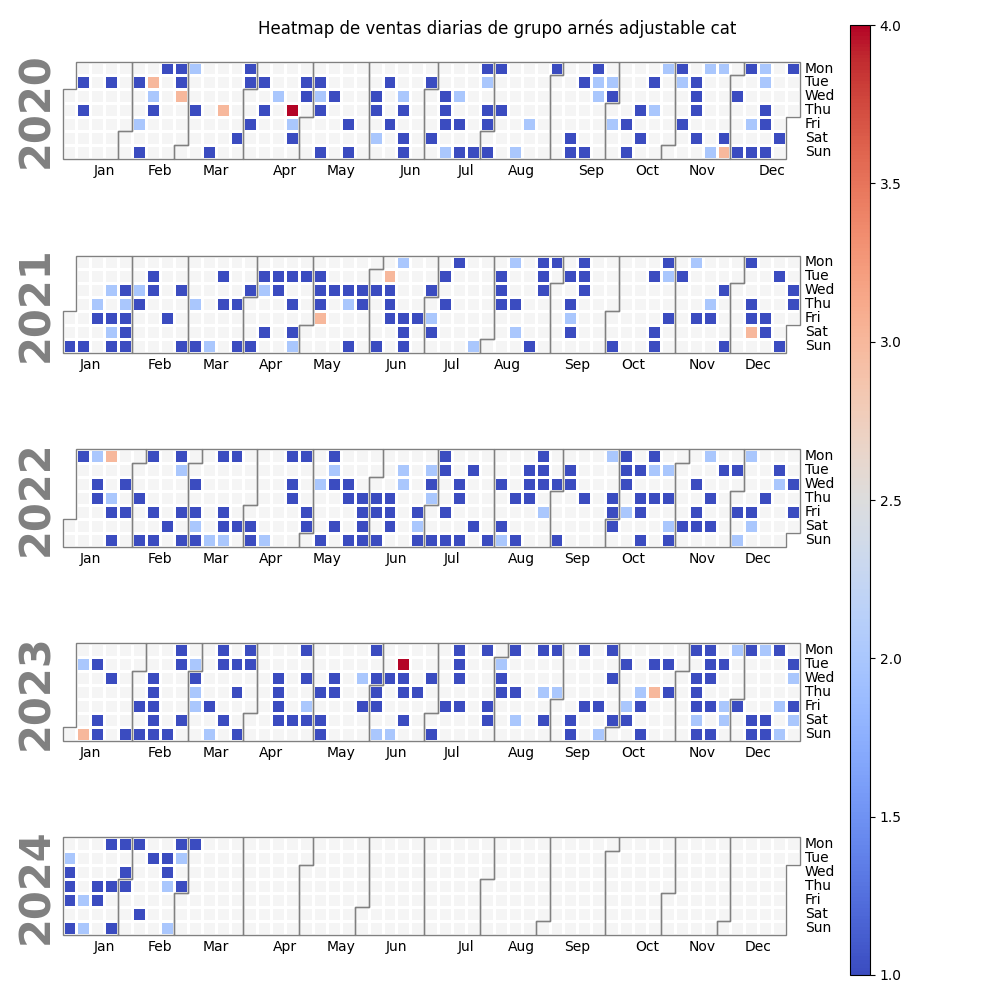 Heatmap de ventas diarias de grupo arnés adjustable cat
2020
Mon
Tue
Wed
Thu
Fri
Sat
Sun
Jan Feb Mar Apr May Jun Jul Aug Sep Oct Nov Dec
2021
Mon
Tue
Wed
Thu
Fri
Sat
Sun
Jan Feb Mar Apr May Jun Jul Aug Sep Oct Nov Dec
2022
Mon
Tue
Wed
Thu
Fri
Sat
Sun
Jan Feb Mar Apr May Jun Jul Aug Sep Oct Nov Dec
2023
Mon
Tue
Wed
Thu
Fri
Sat
Sun
Jan Feb Mar Apr May Jun Jul Aug Sep Oct Nov Dec
2024
Mon
Tue
Wed
Thu
Fri
Sat
Sun
Jan Feb Mar Apr May Jun Jul Aug Sep Oct Nov Dec
4.0
3.5
3.0
2.5
2.0
1.5
1.0